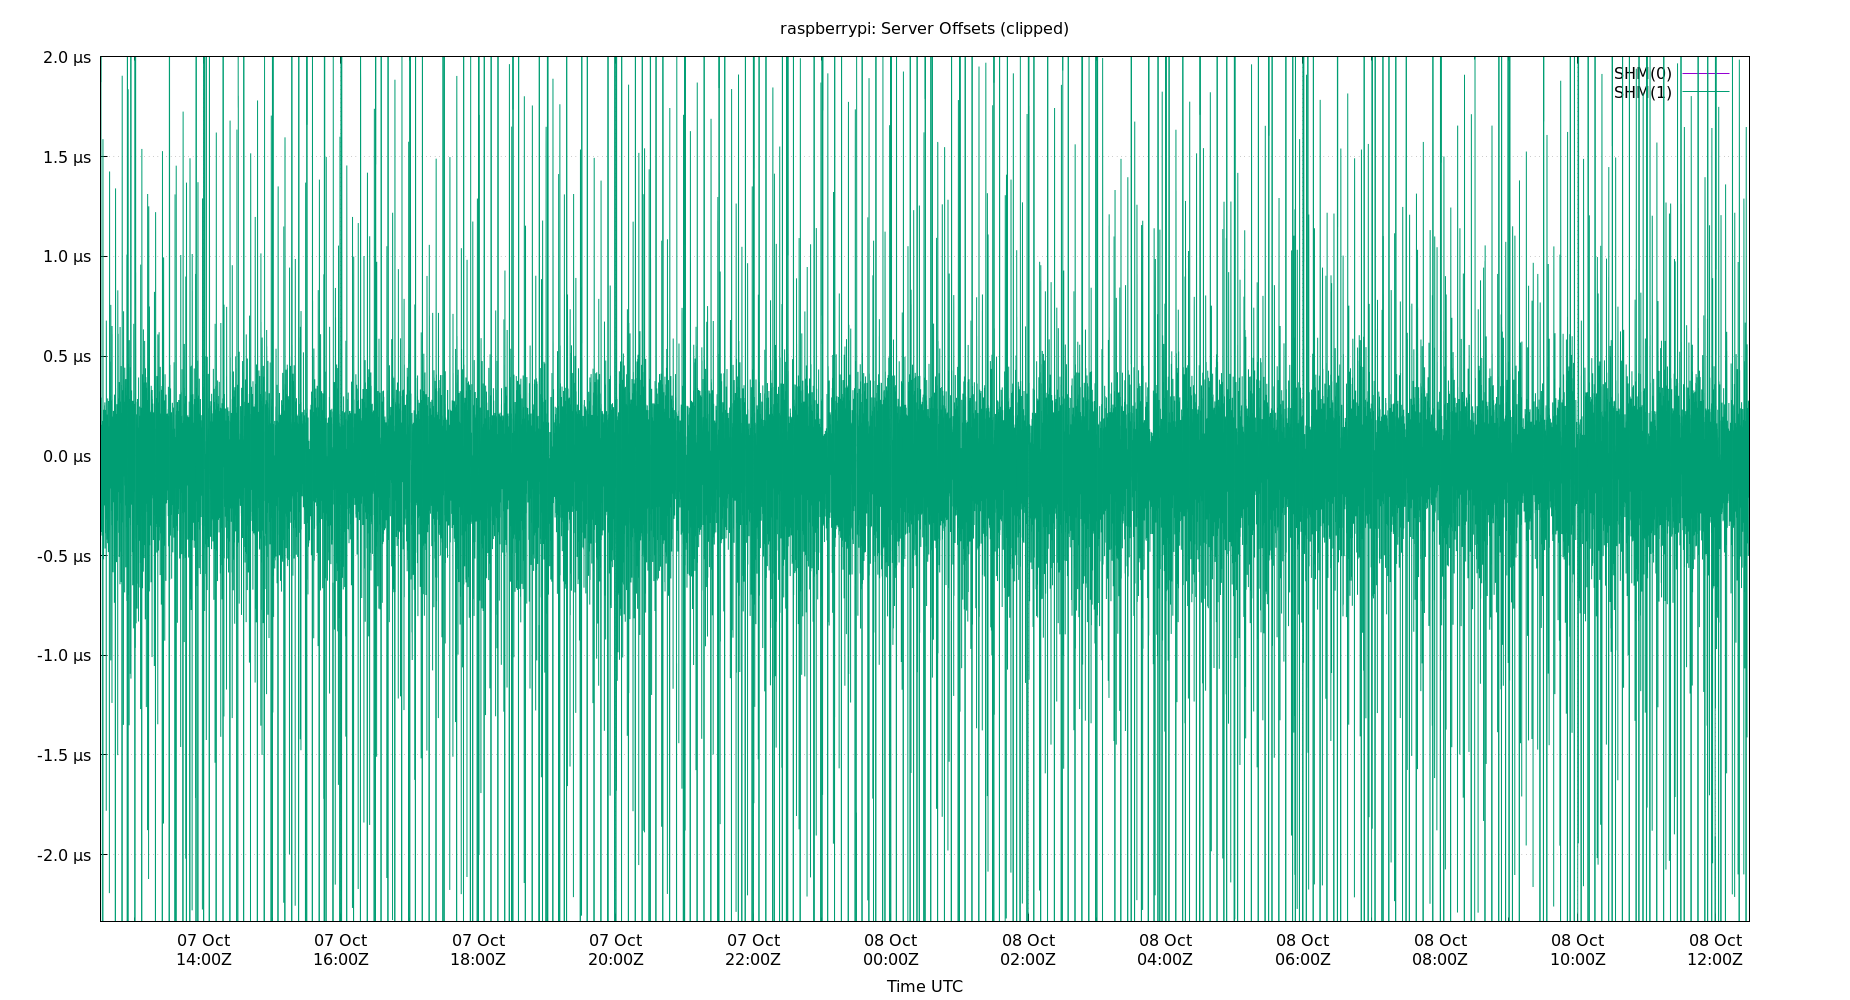 raspberrypi: Server Offsets (clipped)
2.0 µs
1.5 µs
1.0 µs
0.5 µs
0.0 µs
-0.5 µs
-1.0 µs
-1.5 µs
-2.0 µs
SHM(0)
SHM(1)
07 Oct 07 Oct 07 Oct 07 Oct 07 Oct 08 Oct 08 Oct 08 Oct 08 Oct 08 Oct 08 Oct 08 Oct
14:00Z 16:00Z 18:00Z 20:00Z 22:00Z 00:00Z 02:00Z 04:00Z 06:00Z 08:00Z 10:00Z 12:00Z
Time UTC